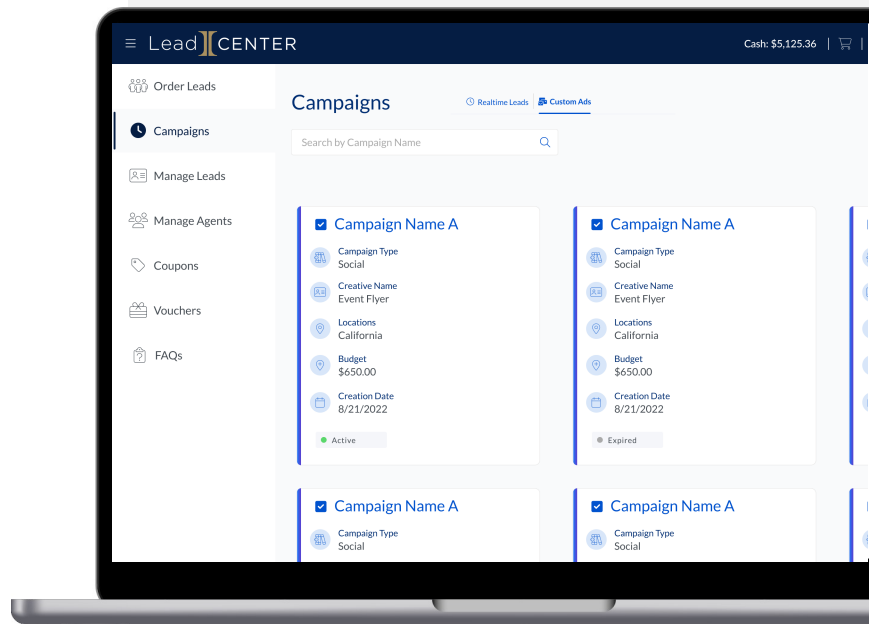 Lead CENTER
Cash: $5,125.36
Order Leads
Campaigns
Manage Leads
Manage Agents
Coupons
Vouchers
FAQs
Campaigns
Realtime Leads
Custom Ads
Search by Campaign Name
Campaign Name A
Campaign Type
Social
Creative Name
Event Flyer
Locations
California
Budget
$650.00
Creation Date
8/21/2022
Active
Campaign Name A
Campaign Type
Social
Creative Name
Event Flyer
Locations
California
Budget
$650.00
Creation Date
8/21/2022
Expired
Campaign Name A
Campaign Type
Social
Campaign Name A
Campaign Type
Social